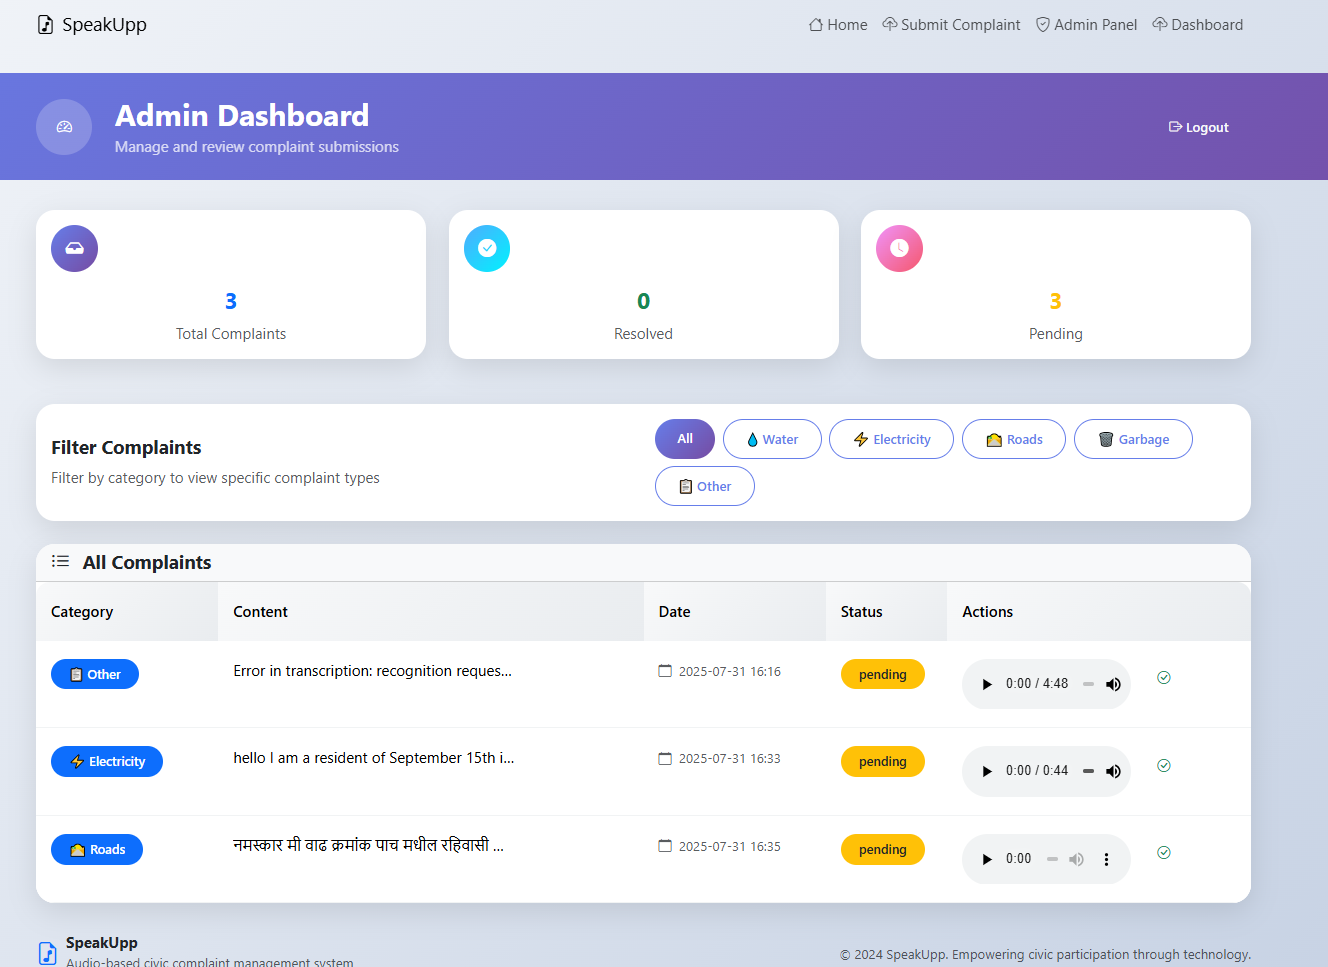 SpeakUpp
Home Submit Complaint Admin Panel Dashboard
Admin Dashboard
Manage and review complaint submissions
Logout
3
Total Complaints
0
Resolved
3
Pending
Filter Complaints
Filter by category to view specific complaint types
All Water Electricity Roads Garbage
Other
All Complaints
Category Content Date Status Actions
Other Error in transcription: recognition reques... 2025-07-31 16:16 pending 0:00 / 4:48
Electricity hello I am a resident of September 15th i... 2025-07-31 16:33 pending 0:00 / 0:44
Roads नमस्कार मी वाढ क्रमांक पाच मधील रहिवासी ... 2025-07-31 16:35 pending 0:00
SpeakUpp
Audio-based civic complaint management system
© 2024 SpeakUpp. Empowering civic participation through technology.